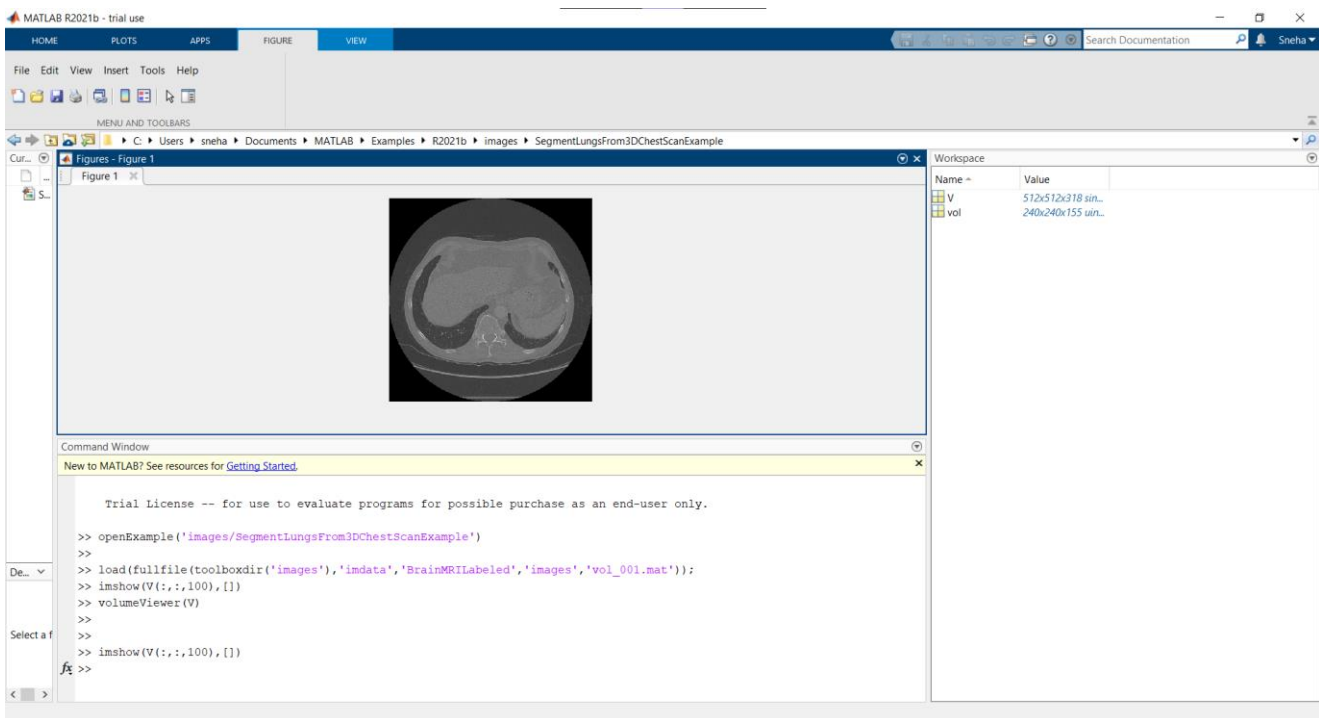 MATLAB R2021b - trial use
HOME PLOTS APPS FIGURE VIEW
Search Documentation
Sneha
File Edit View Insert Tools Help
MENU AND TOOLBARS
C: Users sneha Documents MATLAB Examples R2021b images SegmentLungsFrom3DChestScanExample
Cur...
...
S...
Figures - Figure 1
Figure 1
Workspace
Name Value
V 512x512x318 sin...
vol 240x240x155 uin...
Command Window
New to MATLAB? See resources for Getting Started.
Trial License -- for use to evaluate programs for possible purchase as an end-user only.
>> openExample('images/SegmentLungsFrom3DChestScanExample')
>>
>> load(fullfile(toolboxdir('images'),'imdata','BrainMRILabeled','images','vol_001.mat'));
>> imshow(V(:,:,100),[])
>> volumeViewer(V)
>>
>>
>> imshow(V(:,:,100),[])
fx >>
De...
Select a f